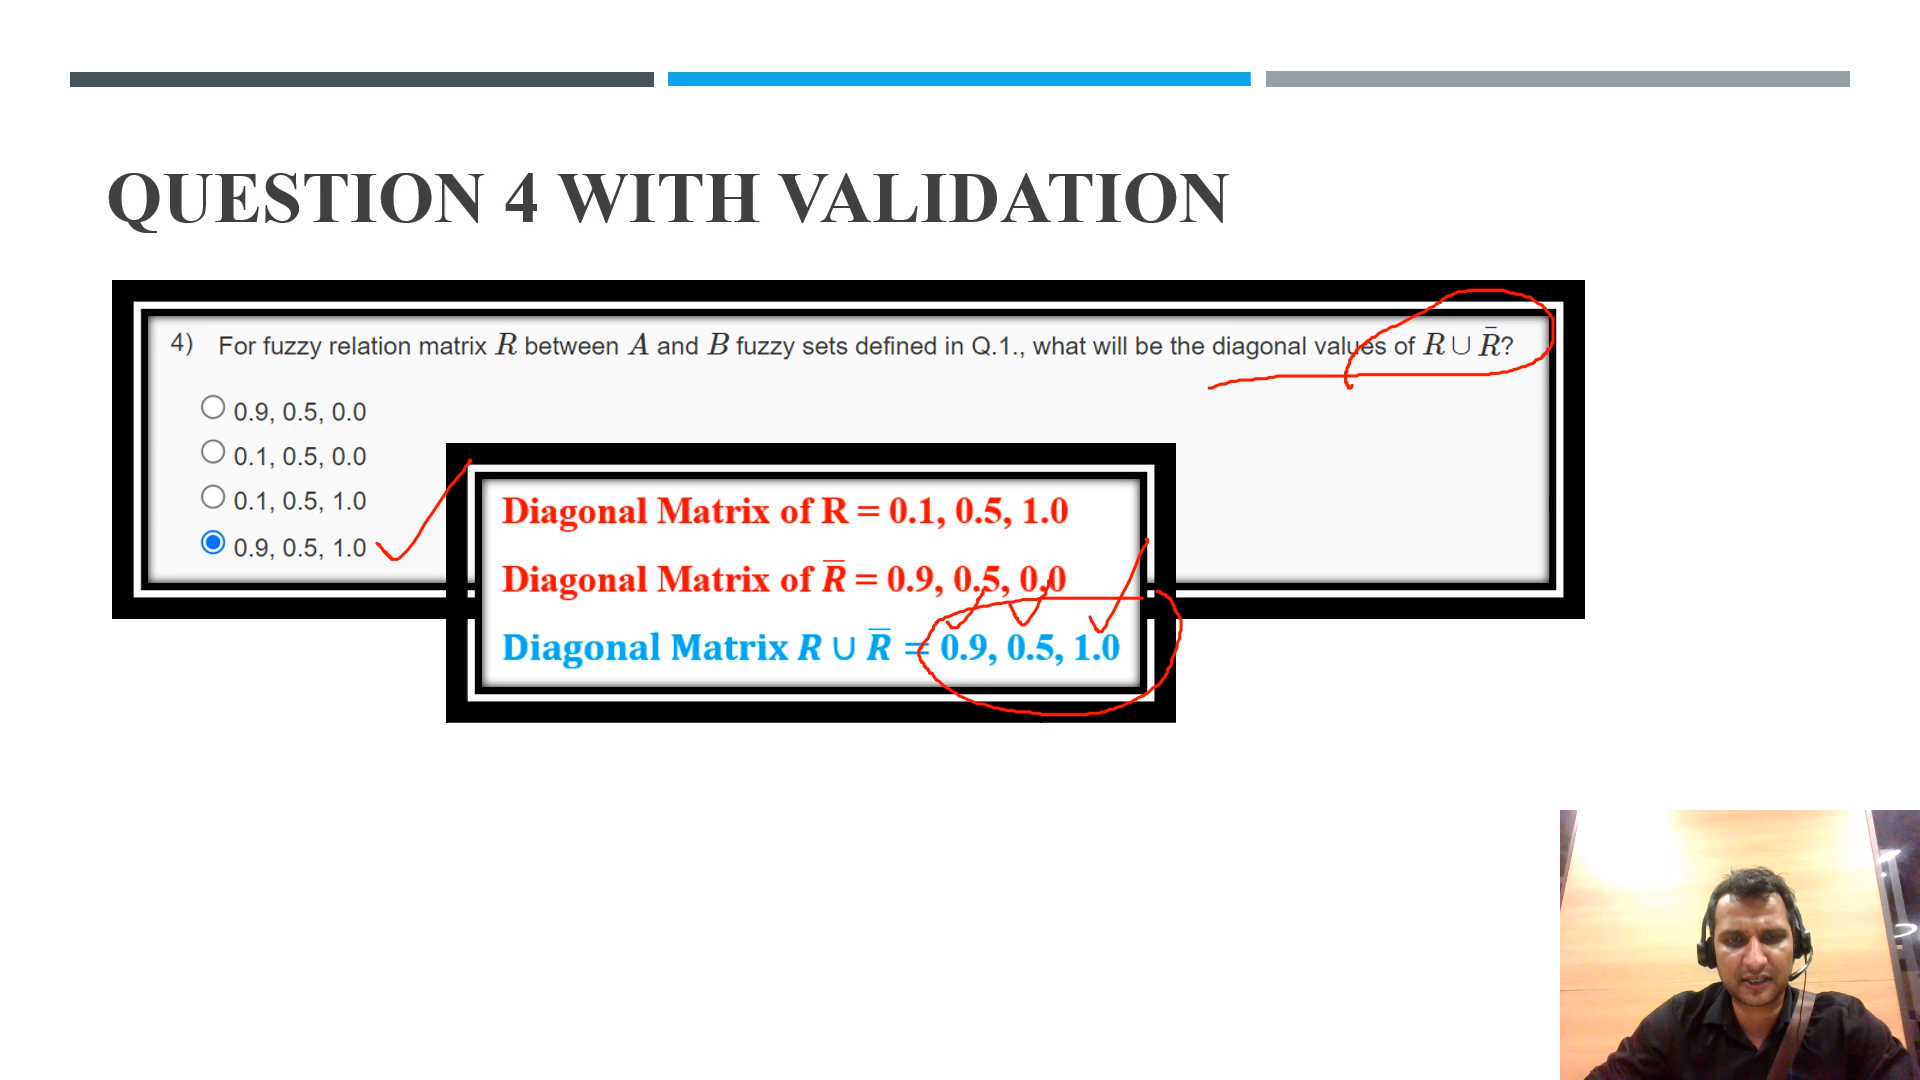 QUESTION 4 WITH VALIDATION
4) For fuzzy relation matrix R between A and B fuzzy sets defined in Q.1., what will be the diagonal values of R ∪ R̅?
0.9, 0.5, 0.0
0.1, 0.5, 0.0
0.1, 0.5, 1.0
0.9, 0.5, 1.0
Diagonal Matrix of R = 0.1, 0.5, 1.0
Diagonal Matrix of R̅ = 0.9, 0.5, 0.0
Diagonal Matrix R ∪ R̅ = 0.9, 0.5, 1.0